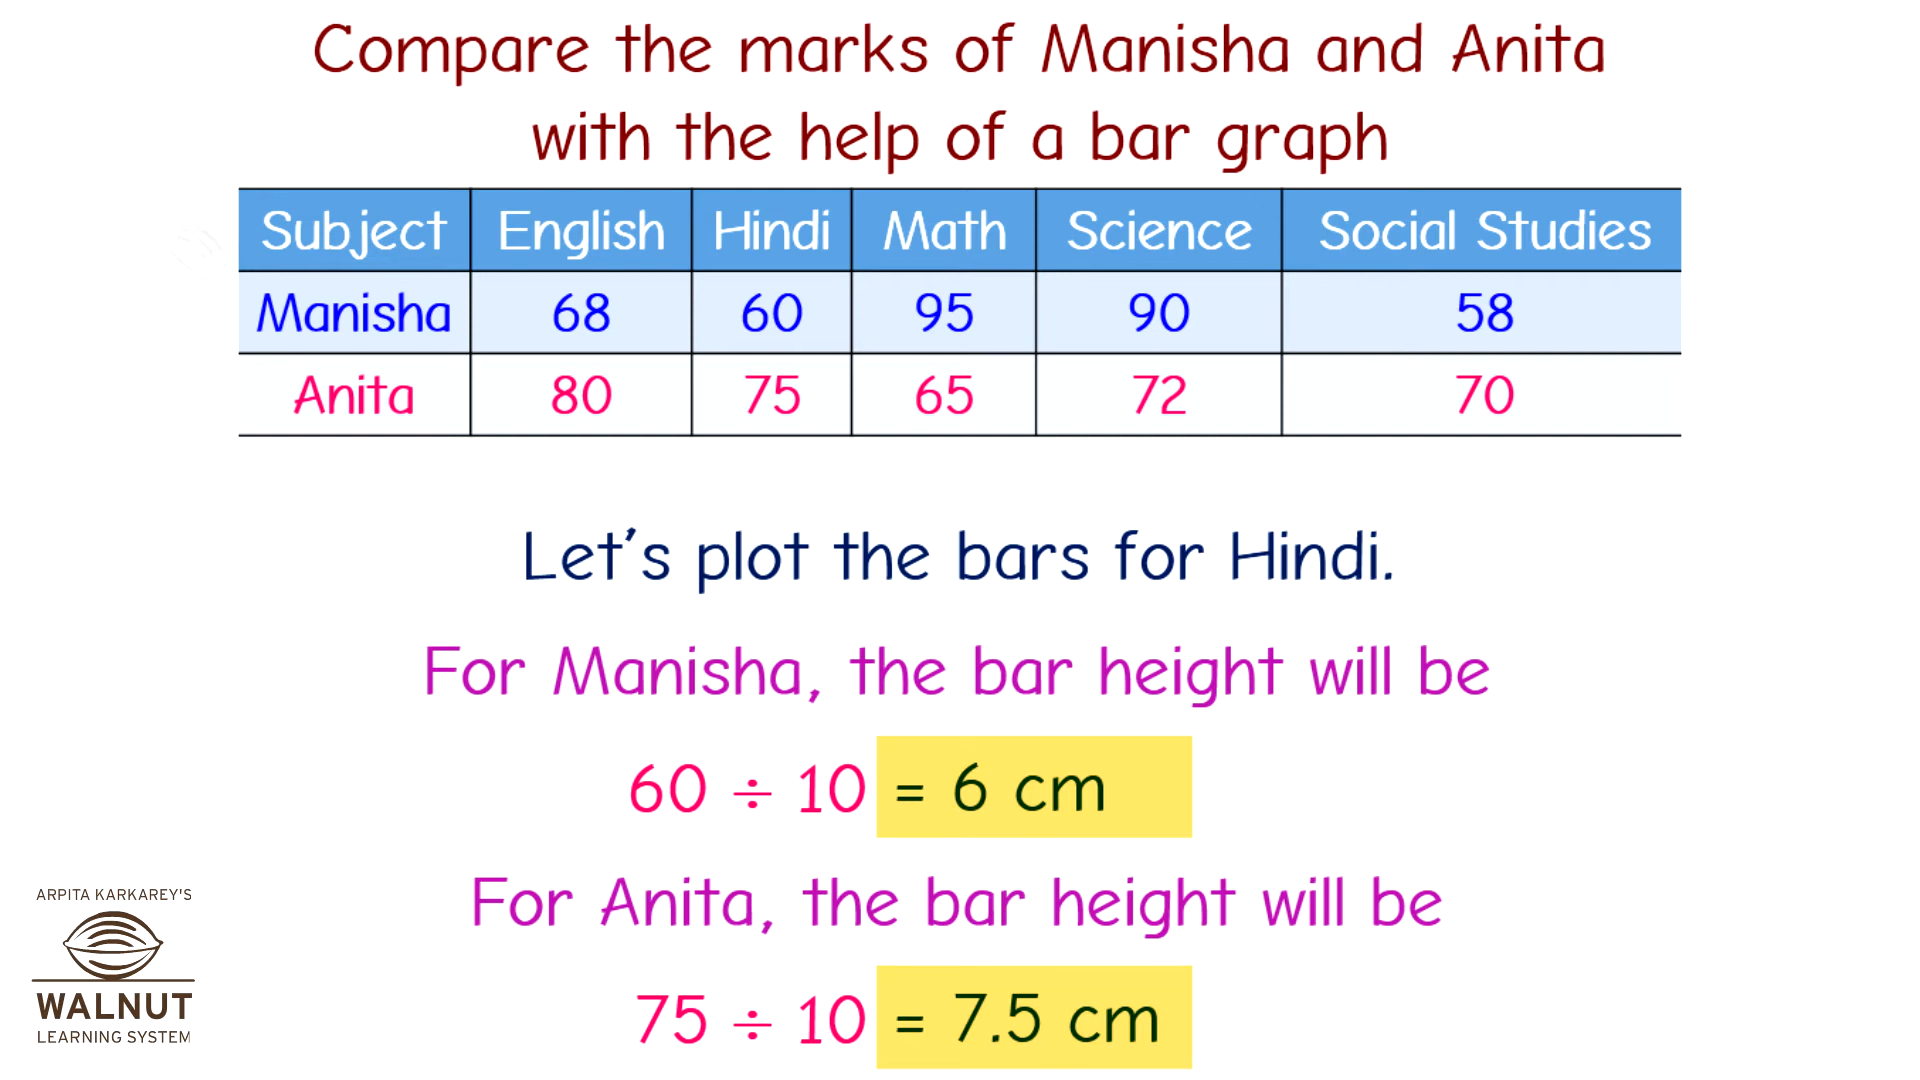 Compare the marks of Manisha and Anita
with the help of a bar graph
Subject English Hindi Math Science Social Studies
Manisha 68 60 95 90 58
Anita 80 75 65 72 70
Let's plot the bars for Hindi.
For Manisha, the bar height will be
60 ÷ 10 = 6 cm
For Anita, the bar height will be
75 ÷ 10 = 7.5 cm
ARPITA KARKAREY'S
WALNUT
LEARNING SYSTEM